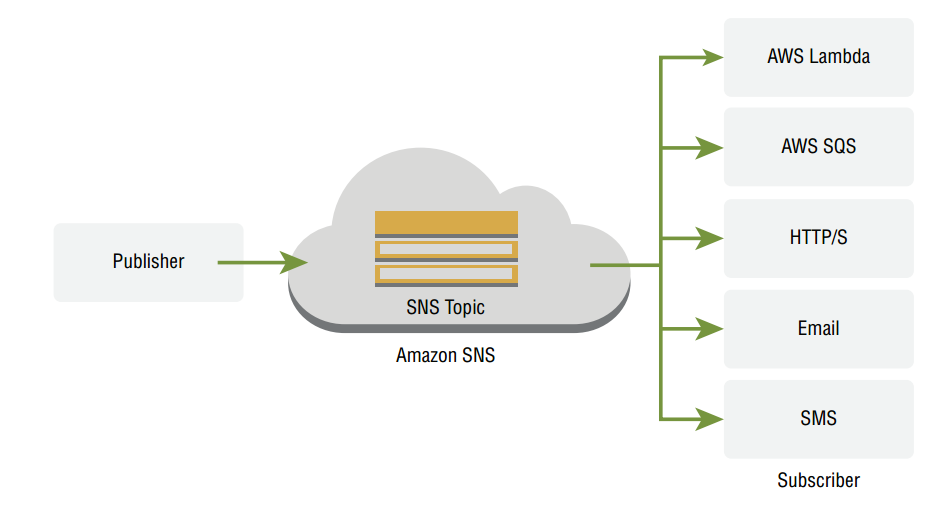 Publisher
SNS Topic
Amazon SNS
AWS Lambda
AWS SQS
HTTP/S
Email
SMS
Subscriber